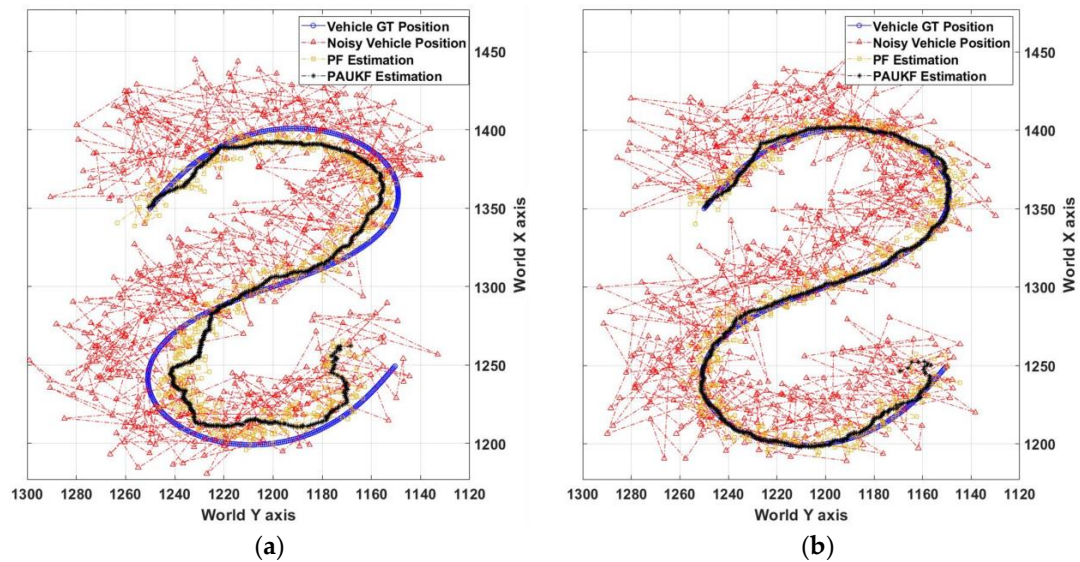 Vehicle GT Position
Noisy Vehicle Position
PF Estimation
PAUKF Estimation
1450
1400
1350
1300
1250
1200
World X axis
1300 1280 1260 1240 1220 1200 1180 1160 1140 1120
World Y axis
(a)
Vehicle GT Position
Noisy Vehicle Position
PF Estimation
PAUKF Estimation
1450
1400
1350
1300
1250
1200
World X axis
1300 1280 1260 1240 1220 1200 1180 1160 1140 1120
World Y axis
(b)